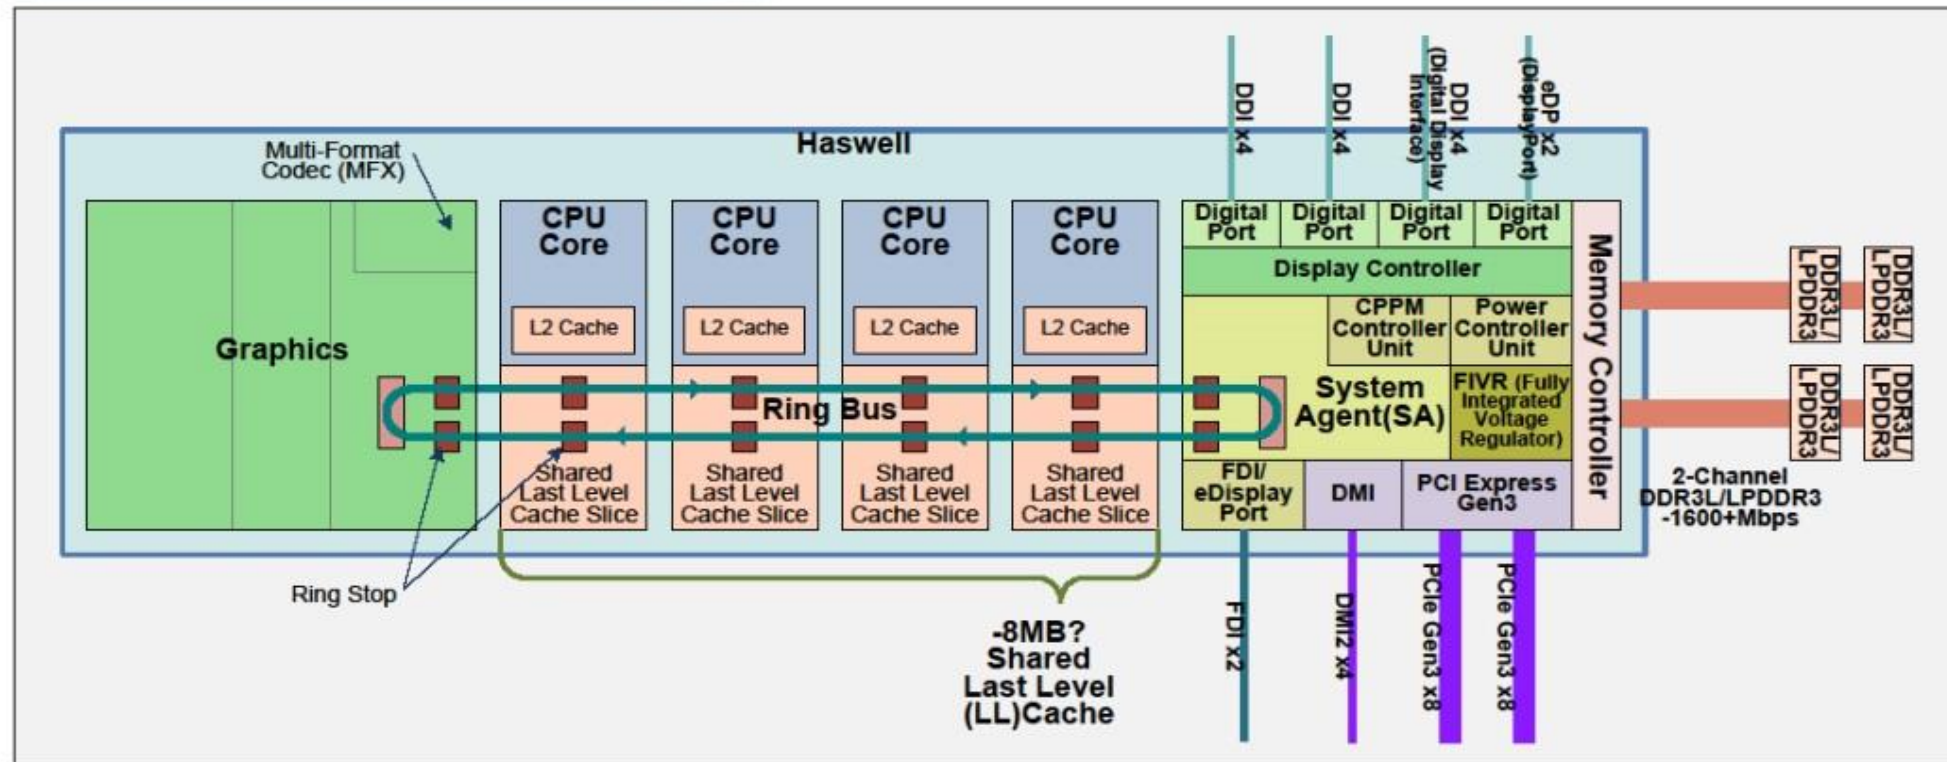 DDI x4
DDI x4
DDI x4
(Digital Display
Interface)
eDP x2
(DisplayPort)
Haswell
Multi-Format
Codec (MFX)
Graphics
CPU
Core
L2 Cache
CPU
Core
L2 Cache
CPU
Core
L2 Cache
CPU
Core
L2 Cache
Ring Bus
Shared
Last Level
Cache Slice
Shared
Last Level
Cache Slice
Shared
Last Level
Cache Slice
Shared
Last Level
Cache Slice
Digital
Port
Digital
Port
Digital
Port
Digital
Port
Display Controller
CPPM
Controller
Unit
Power
Controller
Unit
System
Agent(SA)
FIVR (Fully
Integrated
Voltage
Regulator)
FDI/
eDisplay
Port
DMI
PCI Express
Gen3
Memory Controller
DDR3L/
LPDDR3
DDR3L/
LPDDR3
DDR3L/
LPDDR3
DDR3L/
LPDDR3
2-Channel
DDR3L/LPDDR3
-1600+Mbps
Ring Stop
-8MB?
Shared
Last Level
(LL)Cache
FDI x2
DMI2 x4
PCIe Gen3 x8
PCIe Gen3 x8